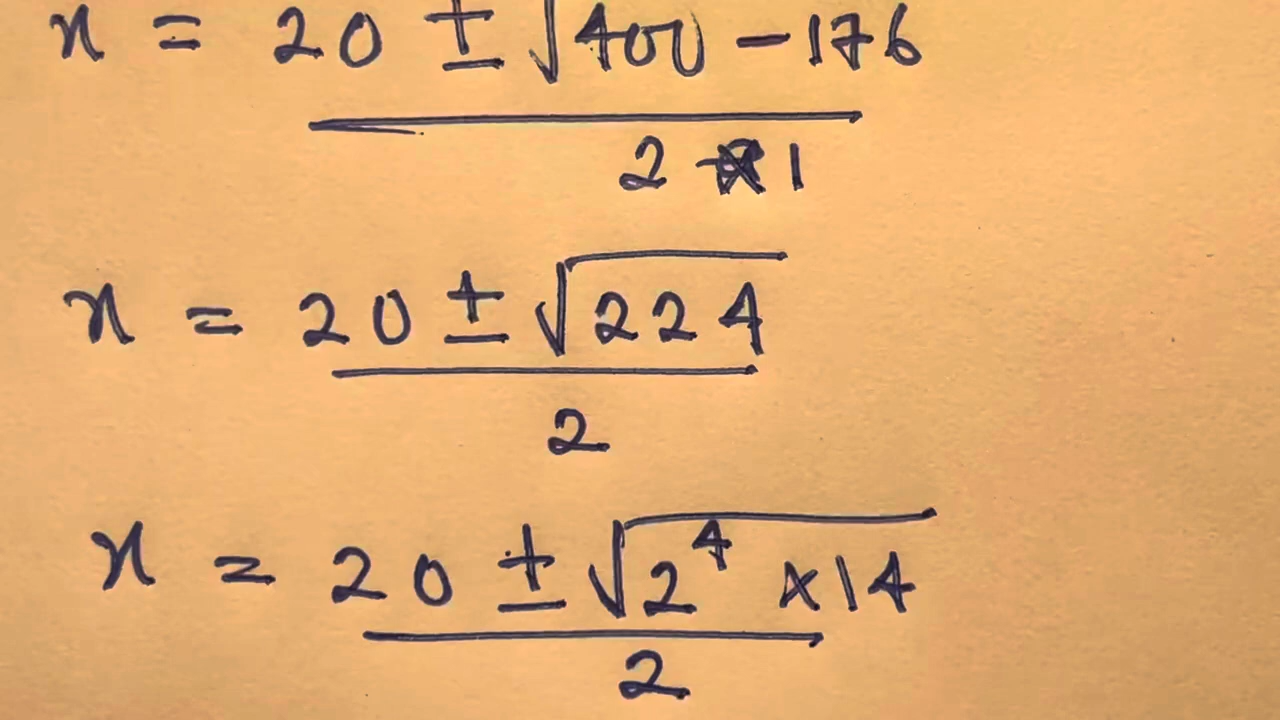 x = 20 ± √400 - 176
2 1
x = 20 ± √224
2
x = 20 ± √2⁴ × 14
2